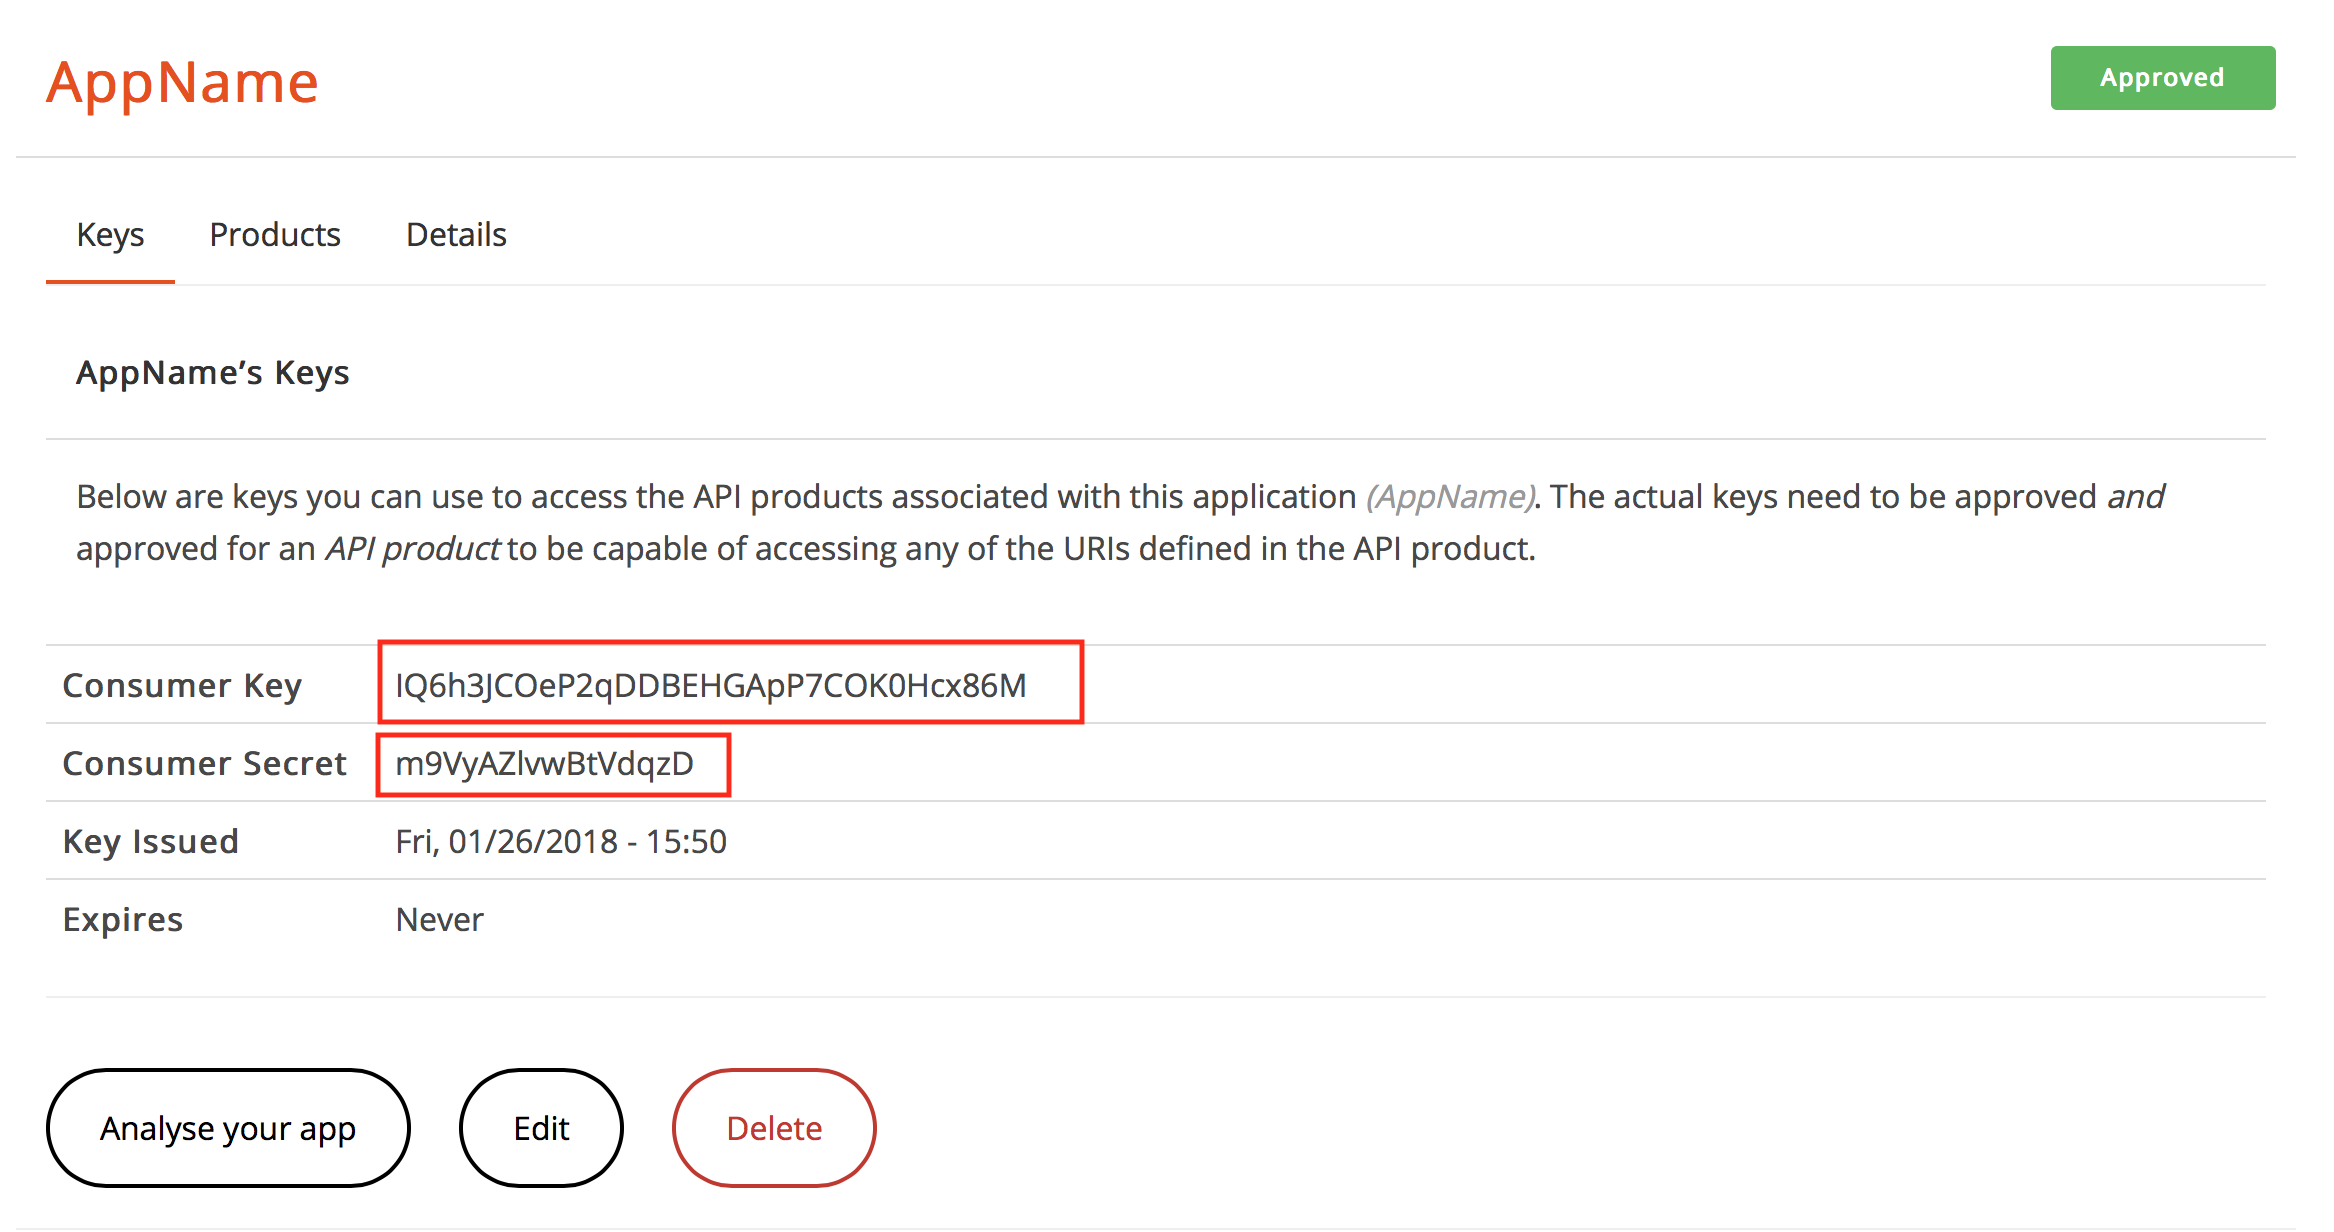 AppName
Approved
Keys Products Details
AppName’s Keys
Below are keys you can use to access the API products associated with this application (AppName). The actual keys need to be approved and
approved for an API product to be capable of accessing any of the URIs defined in the API product.
Consumer Key IQ6h3JCOeP2qDDBEHGApP7COK0Hcx86M
Consumer Secret m9VyAZlvwBtVdqzD
Key Issued Fri, 01/26/2018 - 15:50
Expires Never
Analyse your app Edit Delete